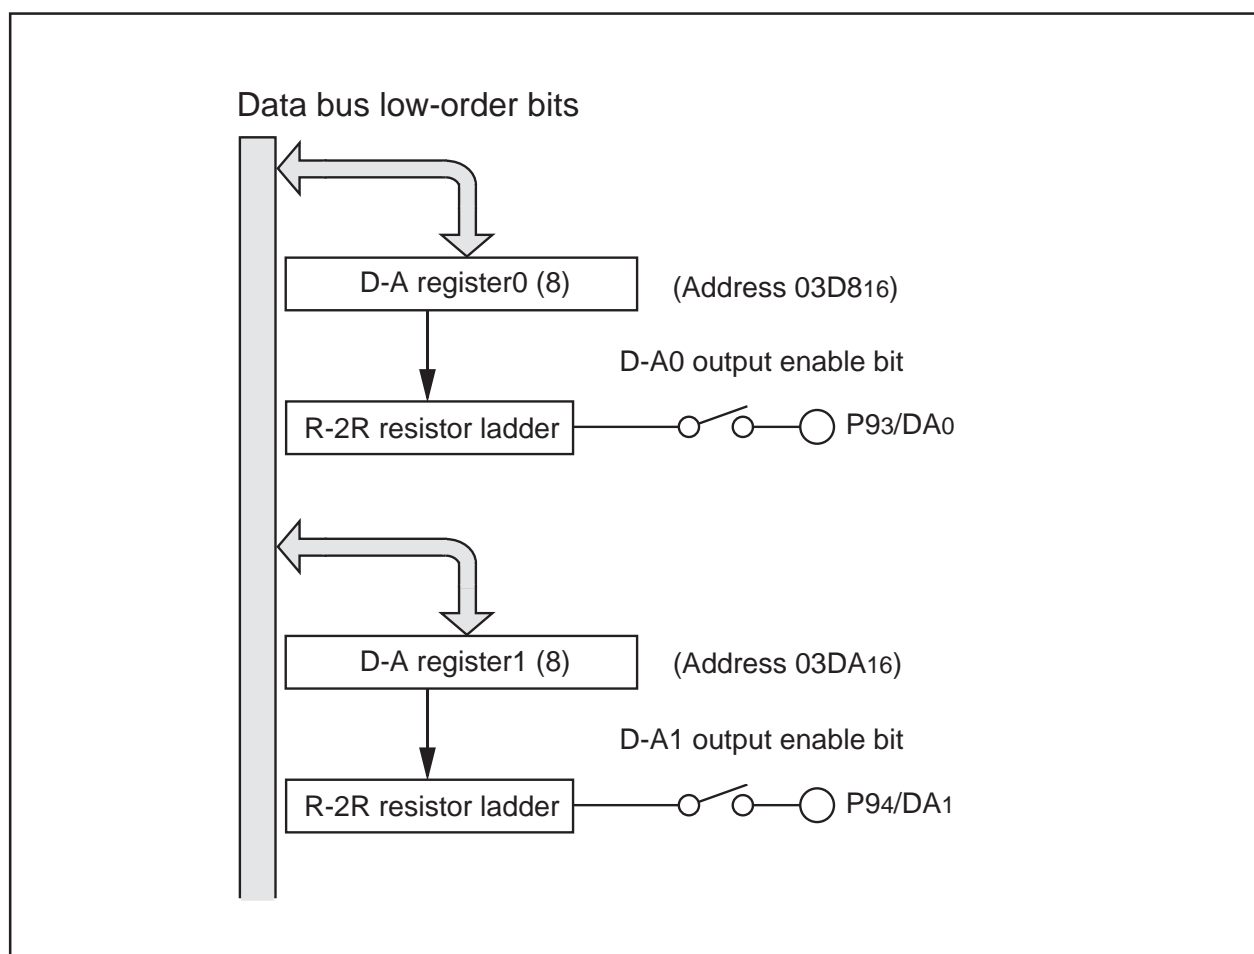 Data bus low-order bits
D-A register0 (8)
(Address 03D816)
D-A0 output enable bit
R-2R resistor ladder
P93/DA0
D-A register1 (8)
(Address 03DA16)
D-A1 output enable bit
R-2R resistor ladder
P94/DA1